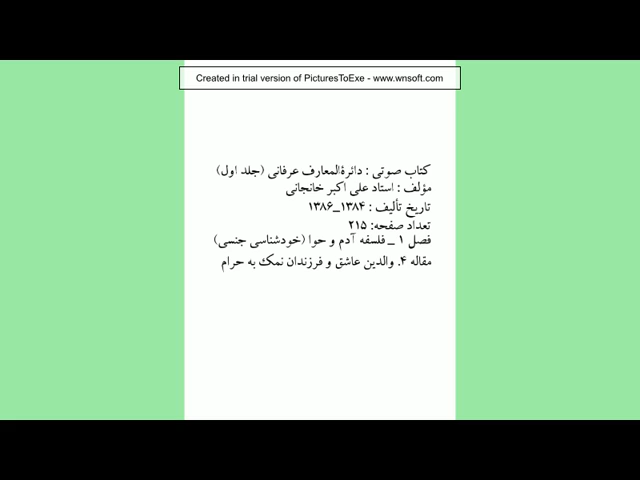 Created in trial version of PicturesToExe - www.wnsoft.com
کتاب صوتی : دائرةالمعارف عرفانی (جلد اول)
مؤلف : استاد علی اکبر خانجانی
تاریخ تألیف : ۱۳۸۴_۱۳۸۶
تعداد صفحه: ۲۱۵
فصل ۱ _ فلسفه آدم و حوا (خودشناسی جنسی)
مقاله ۴. والدین عاشق و فرزندان نمک به حرام